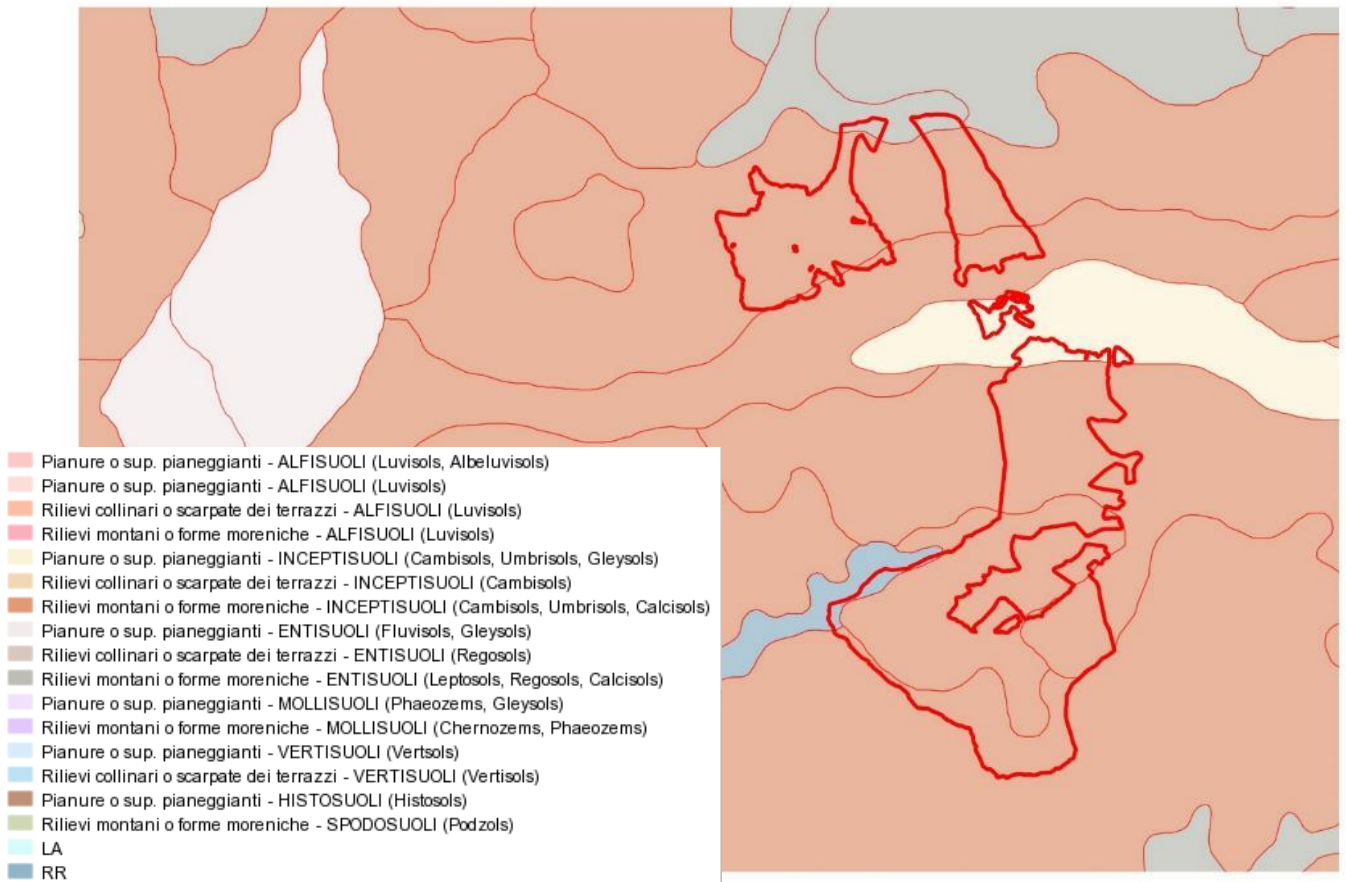 Pianure o sup. pianeggianti - ALFISUOLI (Luvisols, Albeluvisols)
Pianure o sup. pianeggianti - ALFISUOLI (Luvisols)
Rilievi collinari o scarpate dei terrazzi - ALFISUOLI (Luvisols)
Rilievi montani o forme moreniche - ALFISUOLI (Luvisols)
Pianure o sup. pianeggianti - INCEPTISUOLI (Cambisols, Umbrisols, Gleysols)
Rilievi collinari o scarpate dei terrazzi - INCEPTISUOLI (Cambisols)
Rilievi montani o forme moreniche - INCEPTISUOLI (Cambisols, Umbrisols, Calcisols)
Pianure o sup. pianeggianti - ENTISUOLI (Fluvisols, Gleysols)
Rilievi collinari o scarpate dei terrazzi - ENTISUOLI (Regosols)
Rilievi montani o forme moreniche - ENTISUOLI (Leptosols, Regosols, Calcisols)
Pianure o sup. pianeggianti - MOLLISUOLI (Phaeozems, Gleysols)
Rilievi montani o forme moreniche - MOLLISUOLI (Chernozems, Phaeozems)
Pianure o sup. pianeggianti - VERTISUOLI (Vertsols)
Rilievi collinari o scarpate dei terrazzi - VERTISUOLI (Vertisols)
Pianure o sup. pianeggianti - HISTOSUOLI (Histosols)
Rilievi montani o forme moreniche - SPODOSUOLI (Podzols)
LA
RR